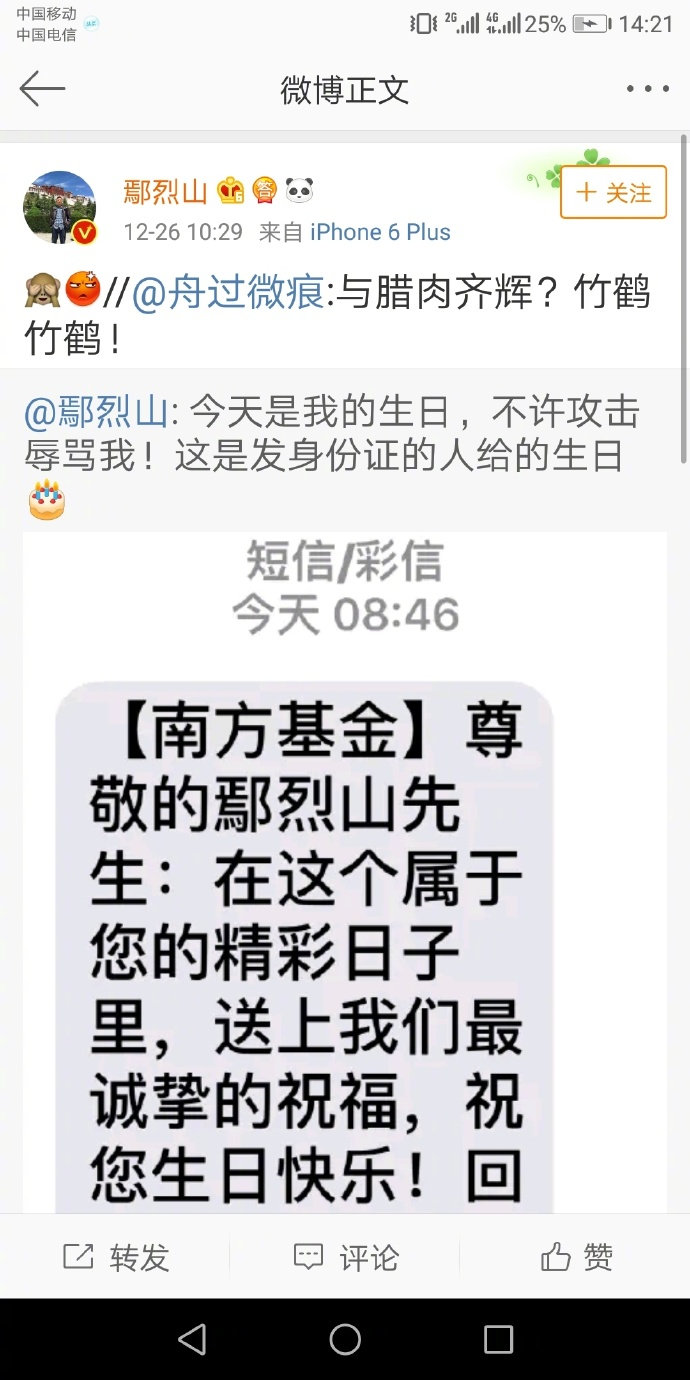 中国移动
中国电信
2G 4G 25% 14:21
微博正文
鄢烈山
+ 关注
12-26 10:29 来自 iPhone 6 Plus
//@舟过微痕:与腊肉齐辉？竹鹤
竹鹤！
@鄢烈山: 今天是我的生日，不许攻击
辱骂我！这是发身份证的人给的生日
短信/彩信
今天 08:46
【南方基金】尊
敬的鄢烈山先
生：在这个属于
您的精彩日子
里，送上我们最
诚挚的祝福，祝
您生日快乐！回
转发 评论 赞